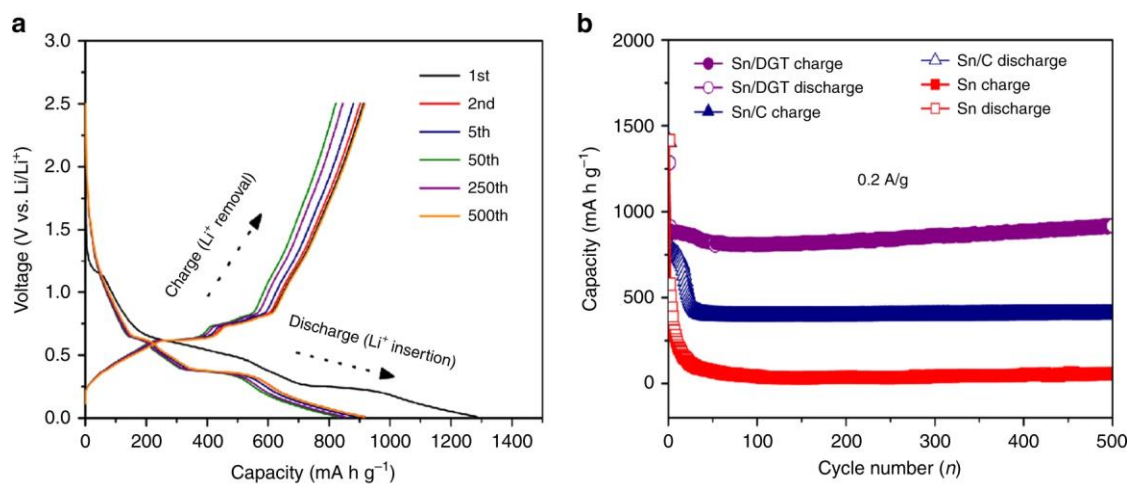 a
3.0
2.5
2.0
1.5
1.0
0.5
0.0
Voltage (V vs. Li/Li⁺)
1st
2nd
5th
50th
250th
500th
Charge (Li⁺ removal)
Discharge (Li⁺ insertion)
0 200 400 600 800 1000 1200 1400
Capacity (mA h g⁻¹)
b
2000
1500
1000
500
0
Capacity (mA h g⁻¹)
Sn/DGT charge
Sn/DGT discharge
Sn/C charge
Sn/C discharge
Sn charge
Sn discharge
0.2 A/g
0 100 200 300 400 500
Cycle number (n)